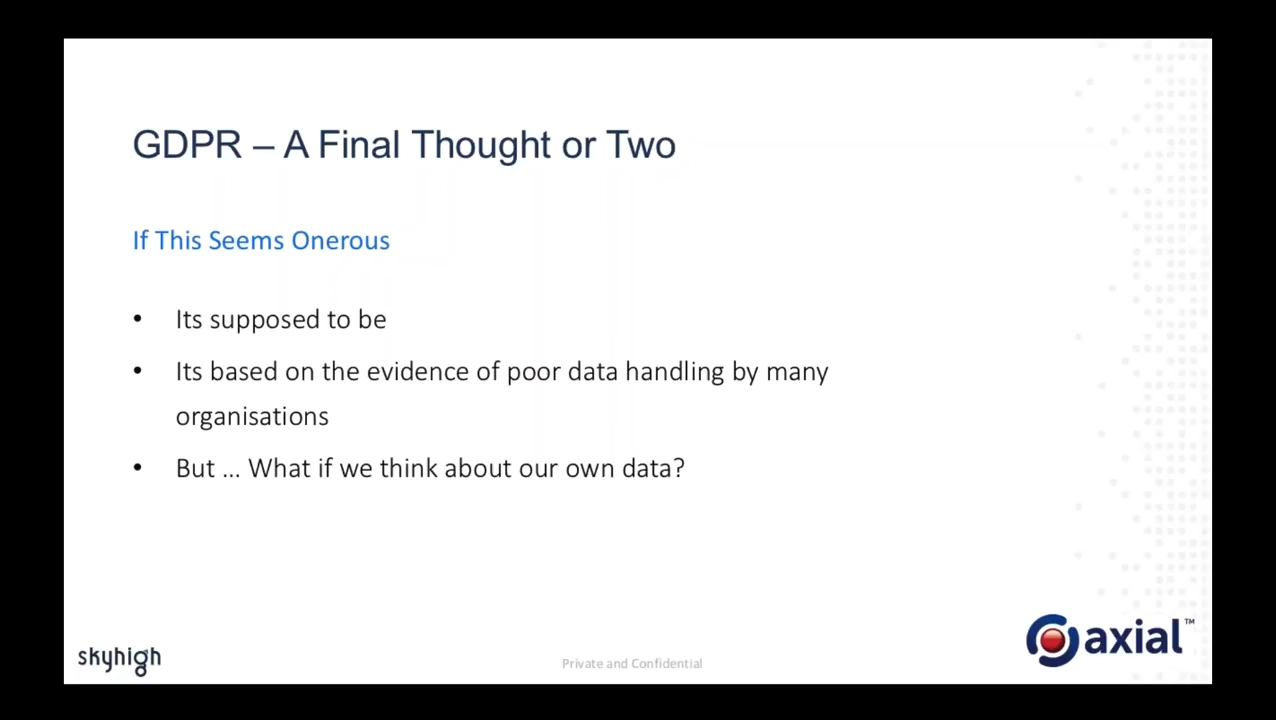 GDPR – A Final Thought or Two
If This Seems Onerous
• Its supposed to be
• Its based on the evidence of poor data handling by many
organisations
• But ... What if we think about our own data?
skyhigh
Private and Confidential
axial™